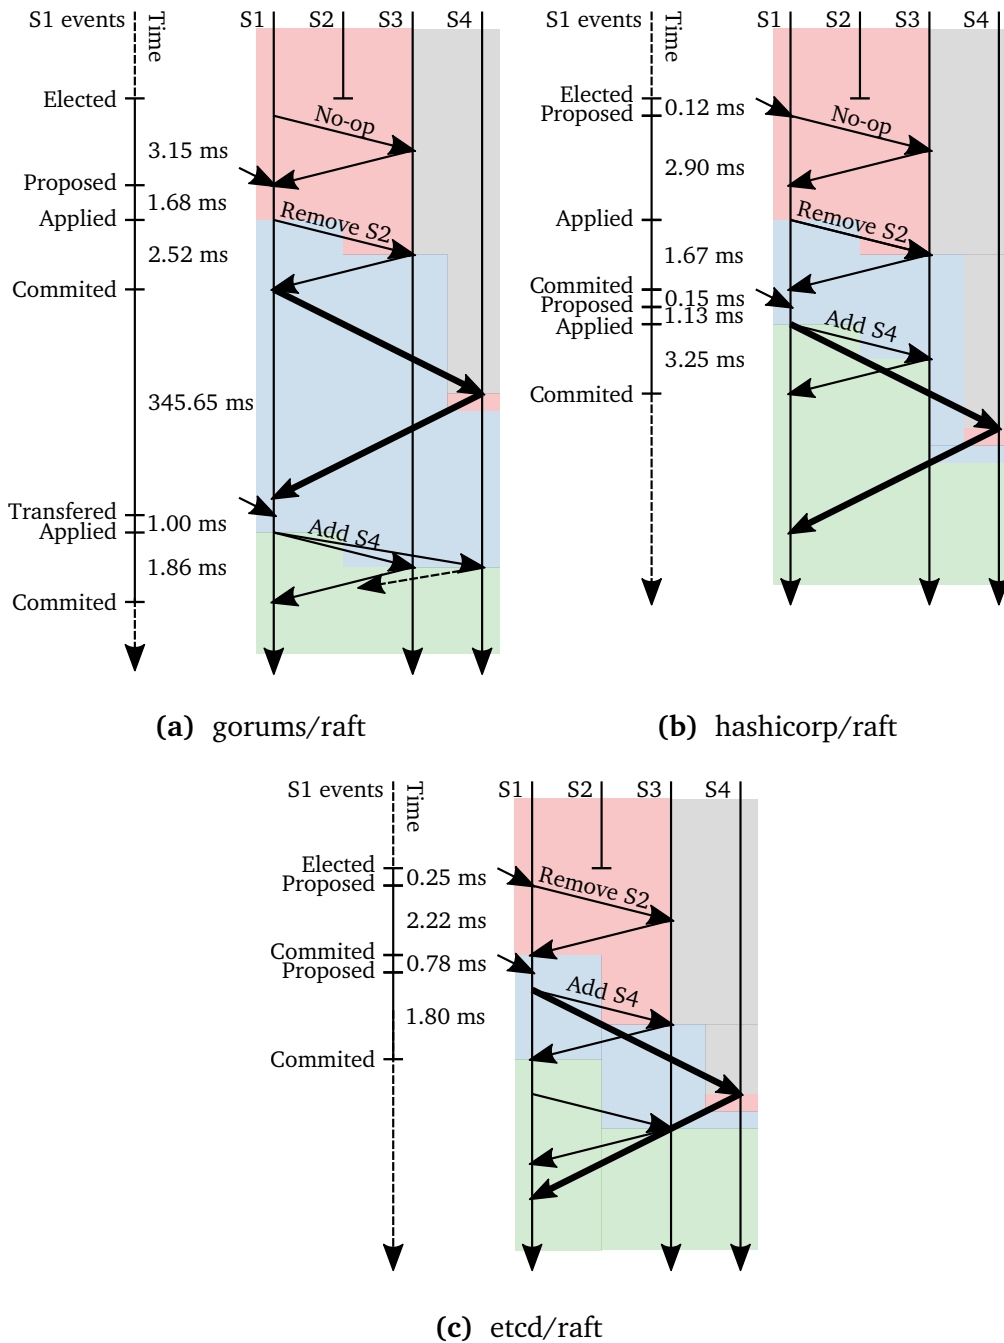 S1 events
Time
S1
S2
S3
S4
Elected
No-op
3.15 ms
Proposed
1.68 ms
Applied
Remove S2
2.52 ms
Commited
345.65 ms
Transfered
Applied
1.00 ms
Add S4
1.86 ms
Commited
(a) gorums/raft
S1 events
Time
S1
S2
S3
S4
Elected
Proposed
0.12 ms
No-op
2.90 ms
Applied
Remove S2
1.67 ms
Commited
0.15 ms
Proposed
1.13 ms
Applied
Add S4
3.25 ms
Commited
(b) hashicorp/raft
S1 events
Time
S1
S2
S3
S4
Elected
0.25 ms
Proposed
Remove S2
2.22 ms
Commited
0.78 ms
Proposed
Add S4
1.80 ms
Commited
(c) etcd/raft